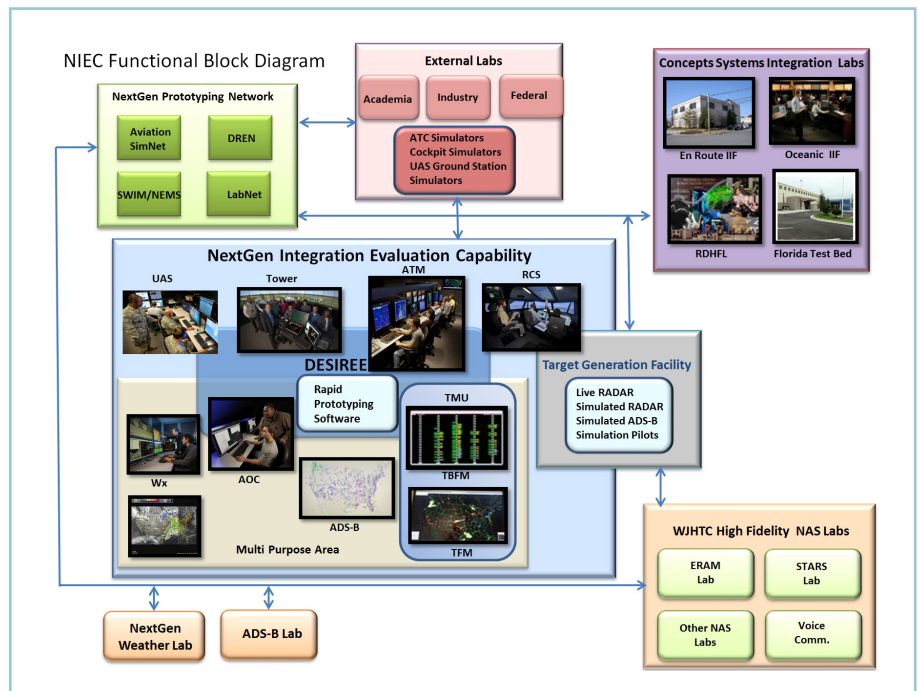 NIEC Functional Block Diagram
NextGen Prototyping Network
Aviation
SimNet
DREN
SWIM/NEMS
LabNet
External Labs
Academia
Industry
Federal
ATC Simulators
Cockpit Simulators
UAS Ground Station
Simulators
Concepts Systems Integration Labs
En Route IIF
Oceanic IIF
RDHFL
Florida Test Bed
NextGen Integration Evaluation Capability
UAS
Tower
ATM
RCS
DESIREE
Rapid
Prototyping
Software
TMU
TBFM
TFM
Wx
AOC
ADS-B
Multi Purpose Area
Target Generation Facility
Live RADAR
Simulated RADAR
Simulated ADS-B
Simulation Pilots
WJHTC High Fidelity NAS Labs
ERAM
Lab
STARS
Lab
Other NAS
Labs
Voice
Comm.
NextGen
Weather Lab
ADS-B Lab